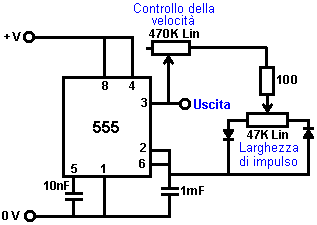 Controllo della
velocità
470K Lin
+V
8
4
3
Uscita
100
555
47K Lin
Larghezza
di impulso
2
6
5
1
10nF
1mF
0V